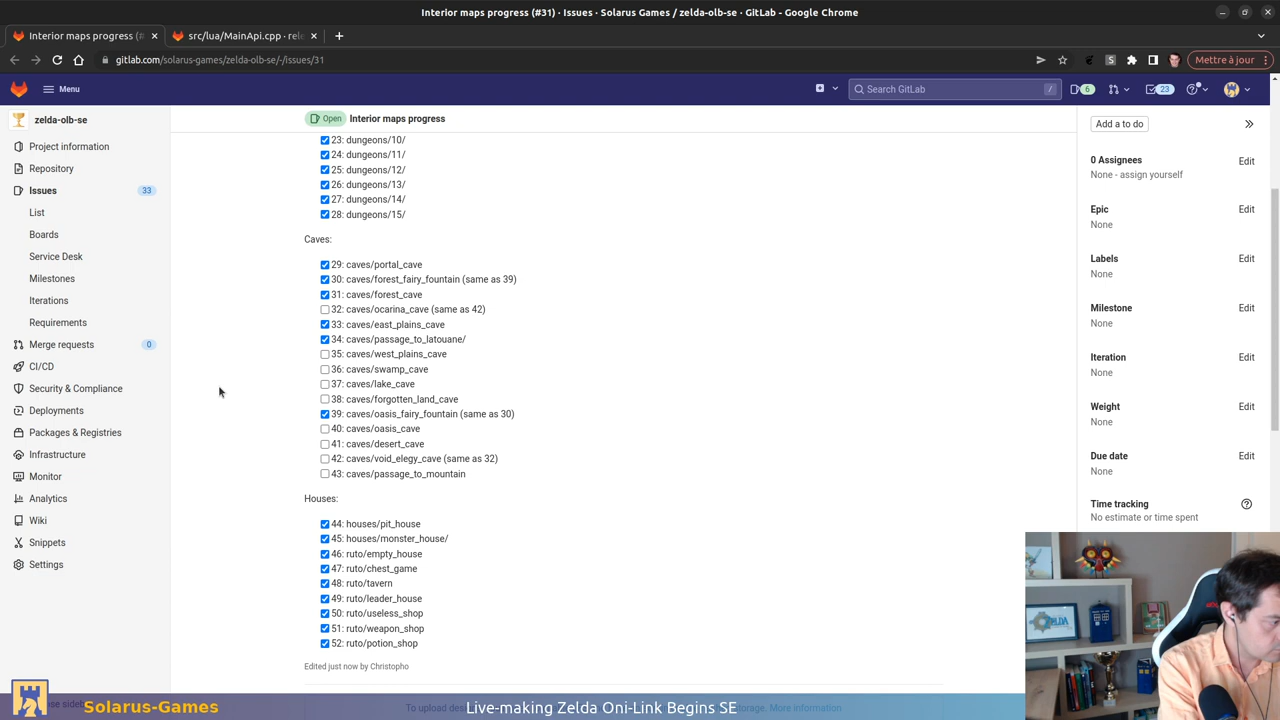 Interior maps progress (#31) · Issues · Solarus Games / zelda-olb-se · GitLab - Google Chrome
Interior maps progress (#
src/lua/MainApi.cpp · rele
gitlab.com/solarus-games/zelda-olb-se/-/issues/31
Mettre à jour
Menu
Search GitLab
/
6
23
zelda-olb-se
Project information
Repository
Issues
33
List
Boards
Service Desk
Milestones
Iterations
Requirements
Merge requests
0
CI/CD
Security & Compliance
Deployments
Packages & Registries
Infrastructure
Monitor
Analytics
Wiki
Snippets
Settings
Open
Interior maps progress
23: dungeons/10/
24: dungeons/11/
25: dungeons/12/
26: dungeons/13/
27: dungeons/14/
28: dungeons/15/
Caves:
29: caves/portal_cave
30: caves/forest_fairy_fountain (same as 39)
31: caves/forest_cave
32: caves/ocarina_cave (same as 42)
33: caves/east_plains_cave
34: caves/passage_to_latouane/
35: caves/west_plains_cave
36: caves/swamp_cave
37: caves/lake_cave
38: caves/forgotten_land_cave
39: caves/oasis_fairy_fountain (same as 30)
40: caves/oasis_cave
41: caves/desert_cave
42: caves/void_elegy_cave (same as 32)
43: caves/passage_to_mountain
Houses:
44: houses/pit_house
45: houses/monster_house/
46: ruto/empty_house
47: ruto/chest_game
48: ruto/tavern
49: ruto/leader_house
50: ruto/useless_shop
51: ruto/weapon_shop
52: ruto/potion_shop
Edited just now by Christopho
Add a to do
0 Assignees
Edit
None - assign yourself
Epic
Edit
None
Labels
Edit
None
Milestone
Edit
None
Iteration
Edit
None
Weight
Edit
None
Due date
Edit
None
Time tracking
No estimate or time spent
ZELDA
Solarus-Games
Live-making Zelda Oni-Link Begins SE
To upload des
orage. More information